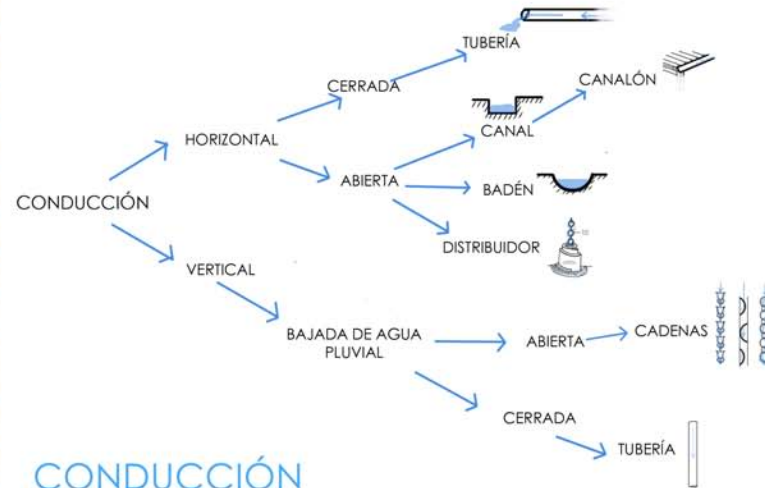 TUBERÍA
CERRADA
CANALÓN
HORIZONTAL
CANAL
ABIERTA
BADÉN
CONDUCCIÓN
DISTRIBUIDOR
VERTICAL
BAJADA DE AGUA
PLUVIAL
ABIERTA
CADENAS
CERRADA
TUBERÍA
CONDUCCIÓN